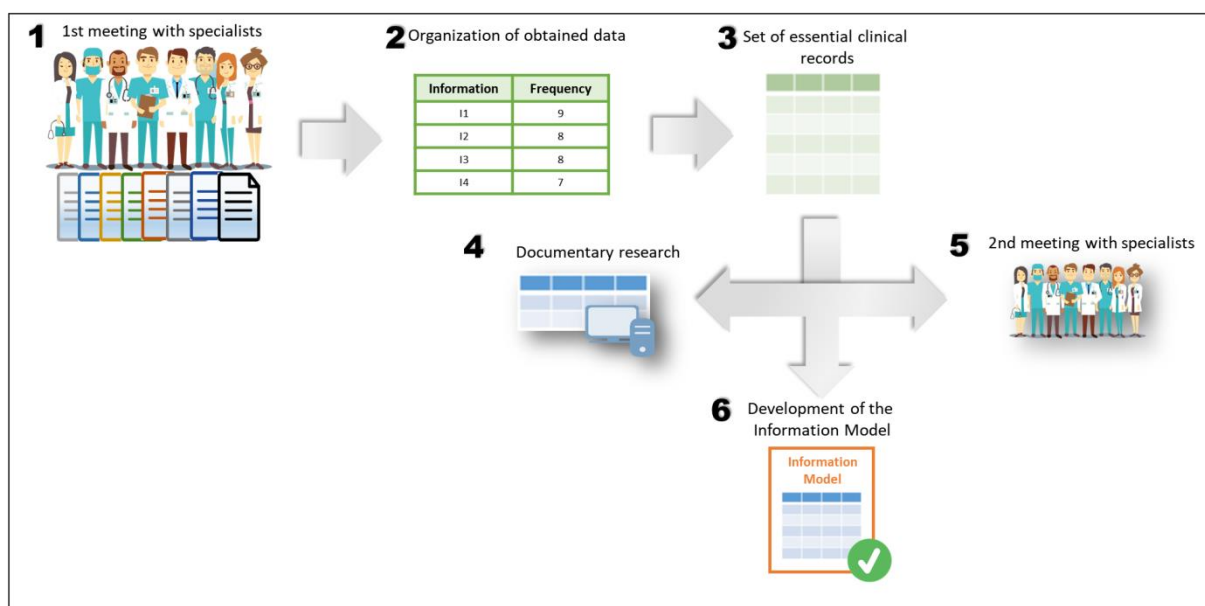 1 1st meeting with specialists
2 Organization of obtained data
Information Frequency
I1 9
I2 8
I3 8
I4 7
3 Set of essential clinical
records
4 Documentary research
5 2nd meeting with specialists
6 Development of the
Information Model
Information
Model